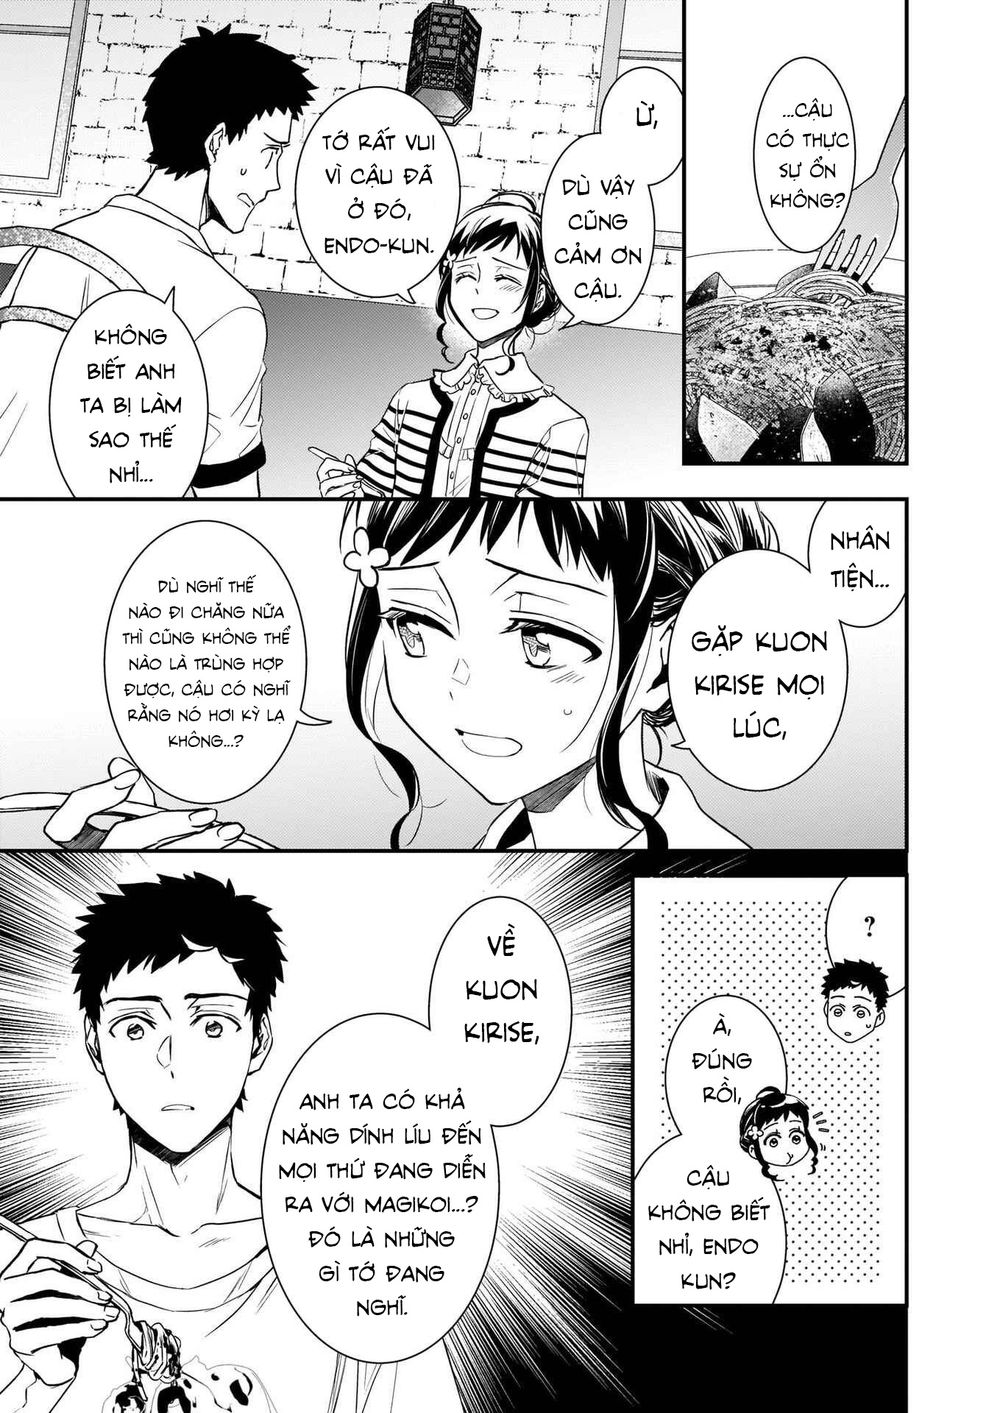 ...CẬU
CÓ THỰC
SỰ ỔN
KHÔNG?
Ừ,
DÙ VẬY
CŨNG
CẢM ƠN
CẬU.
TỚ RẤT VUI
VÌ CẬU ĐÃ
Ở ĐÓ,
ENDO-KUN.
KHÔNG
BIẾT ANH
TA BỊ LÀM
SAO THẾ
NHỈ...
NHÂN
TIỆN...
GẶP KUON
KIRISE MỌI
LÚC,
DÙ NGHĨ THẾ
NÀO ĐI CHĂNG NỮA
THÌ CŨNG KHÔNG THỂ
NÀO LÀ TRÙNG HỢP
ĐƯỢC, CẬU CÓ NGHĨ
RẰNG NÓ HƠI KỲ LẠ
KHÔNG...?
?
À,
ĐÚNG
RỒI,
CẬU
KHÔNG BIẾT
NHỈ, ENDO
KUN?
VỀ
KUON
KIRISE,
ANH TA CÓ KHẢ
NĂNG DÍNH LÍU ĐẾN
MỌI THỨ ĐANG DIỄN
RA VỚI MAGIKOI...?
ĐÓ LÀ NHỮNG
GÌ TỚ ĐANG
NGHĨ.